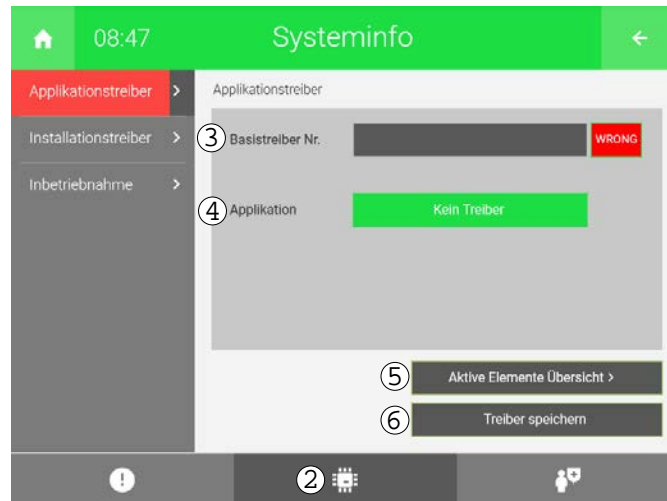 08:47 Systeminfo
Applikationstreiber >
Installationstreiber >
Inbetriebnahme >
Applikationstreiber
③ Basistreiber Nr. WRONG
④ Applikation Kein Treiber
⑤ Aktive Elemente Übersicht >
⑥ Treiber speichern
! ②